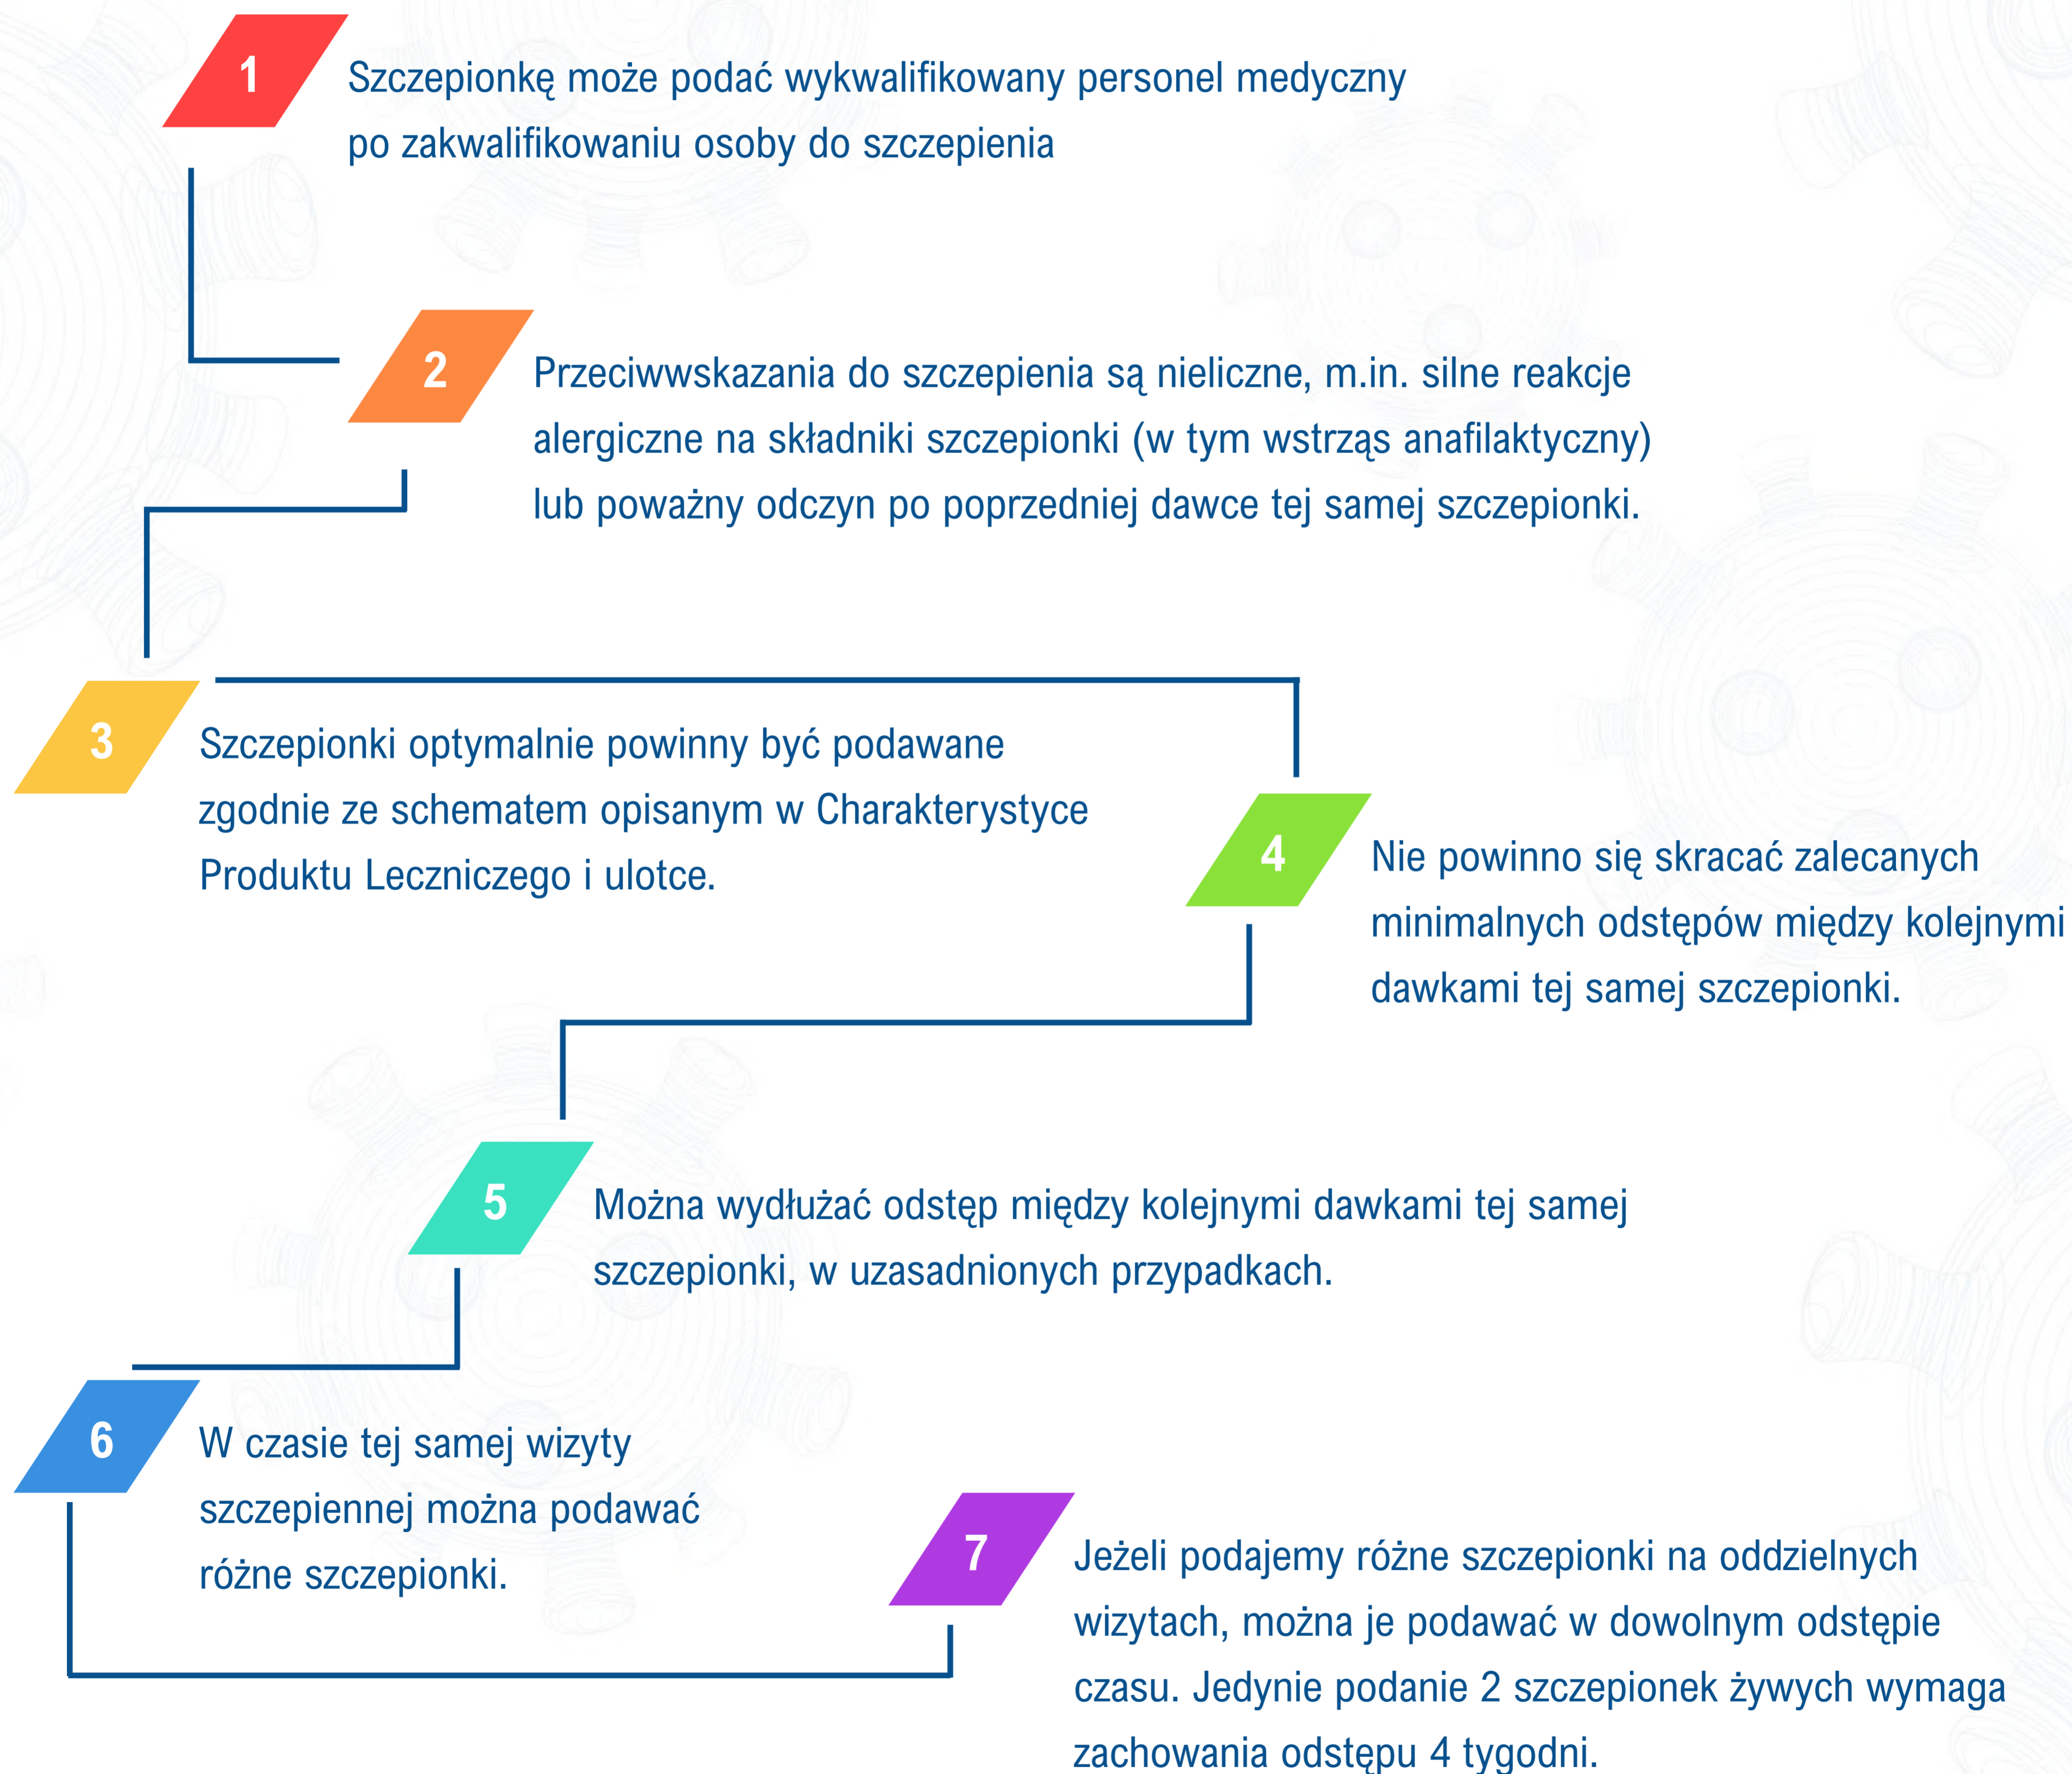 1
Szczepionkę może podać wykwalifikowany personel medyczny
po zakwalifikowaniu osoby do szczepienia
2
Przeciwwskazania do szczepienia są nieliczne, m.in. silne reakcje
alergiczne na składniki szczepionki (w tym wstrząs anafilaktyczny)
lub poważny odczyn po poprzedniej dawce tej samej szczepionki.
3
Szczepionki optymalnie powinny być podawane
zgodnie ze schematem opisanym w Charakterystyce
Produktu Leczniczego i ulotce.
4
Nie powinno się skracać zalecanych
minimalnych odstępów między kolejnymi
dawkami tej samej szczepionki.
5
Można wydłużać odstęp między kolejnymi dawkami tej samej
szczepionki, w uzasadnionych przypadkach.
6
W czasie tej samej wizyty
szczepiennej można podawać
różne szczepionki.
7
Jeżeli podajemy różne szczepionki na oddzielnych
wizytach, można je podawać w dowolnym odstępie
czasu. Jedynie podanie 2 szczepionek żywych wymaga
zachowania odstępu 4 tygodni.